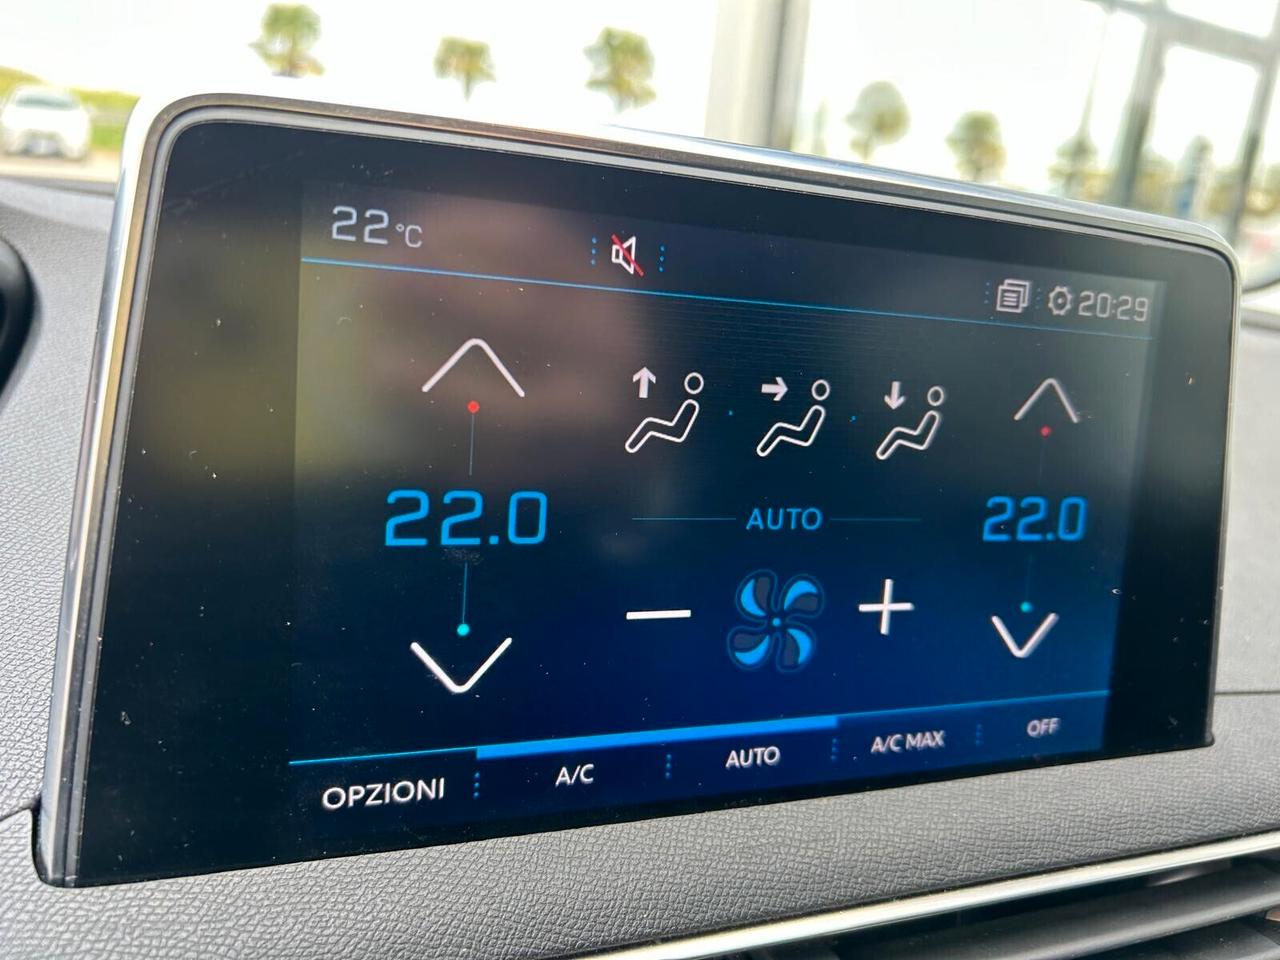 22°C
20:29
22.0
AUTO
22.0
OPZIONI
A/C
AUTO
A/C MAX
OFF